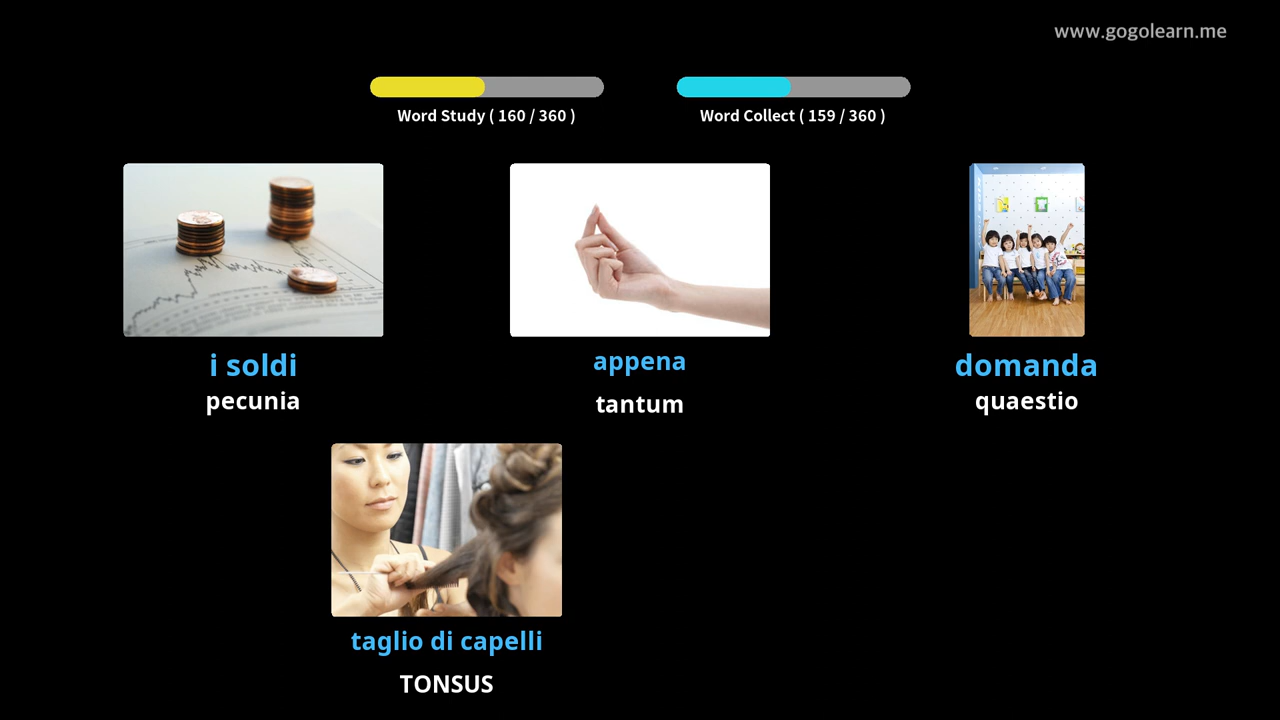 www.gogolearn.me
Word Study ( 160 / 360 )
Word Collect ( 159 / 360 )
i soldi
pecunia
appena
tantum
domanda
quaestio
taglio di capelli
TONSUS